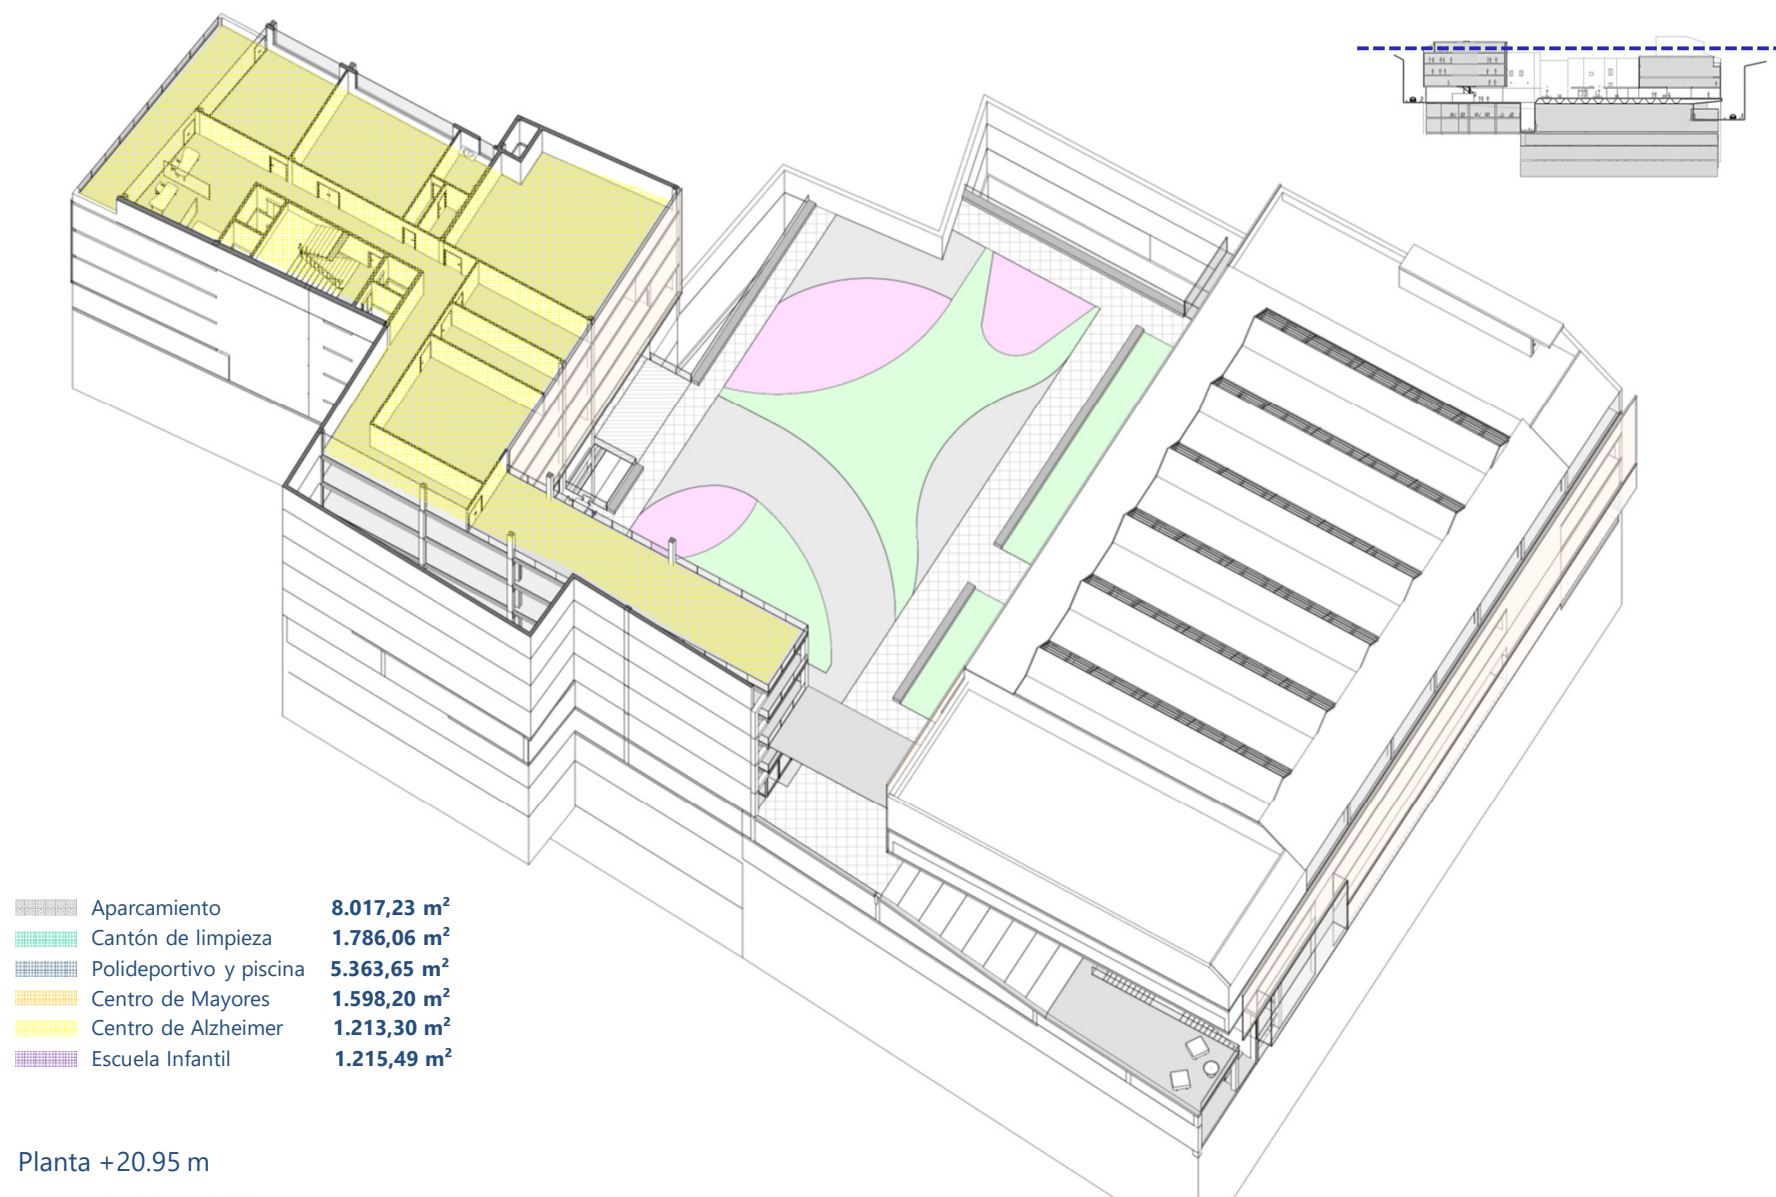 Aparcamiento 8.017,23 m²
Cantón de limpieza 1.786,06 m²
Polideportivo y piscina 5.363,65 m²
Centro de Mayores 1.598,20 m²
Centro de Alzheimer 1.213,30 m²
Escuela Infantil 1.215,49 m²
Planta +20.95 m